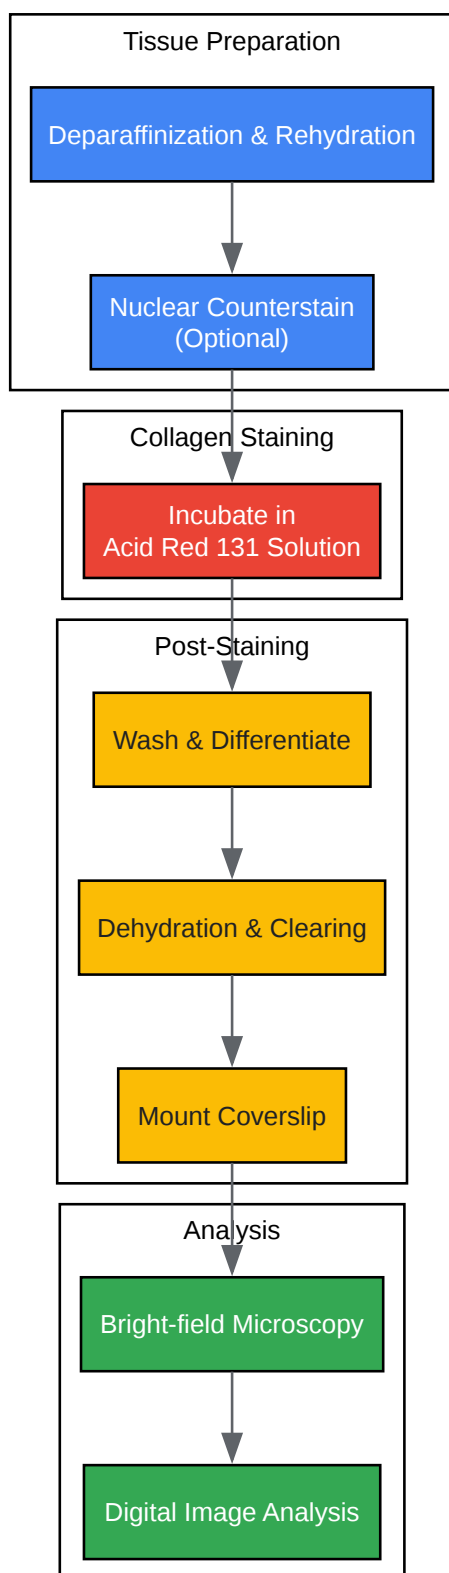 Tissue Preparation
Deparaffinization & Rehydration
Nuclear Counterstain
(Optional)
Collagen Staining
Incubate in
Acid Red 131 Solution
Post-Staining
Wash & Differentiate
Dehydration & Clearing
Mount Coverslip
Analysis
Bright-field Microscopy
Digital Image Analysis